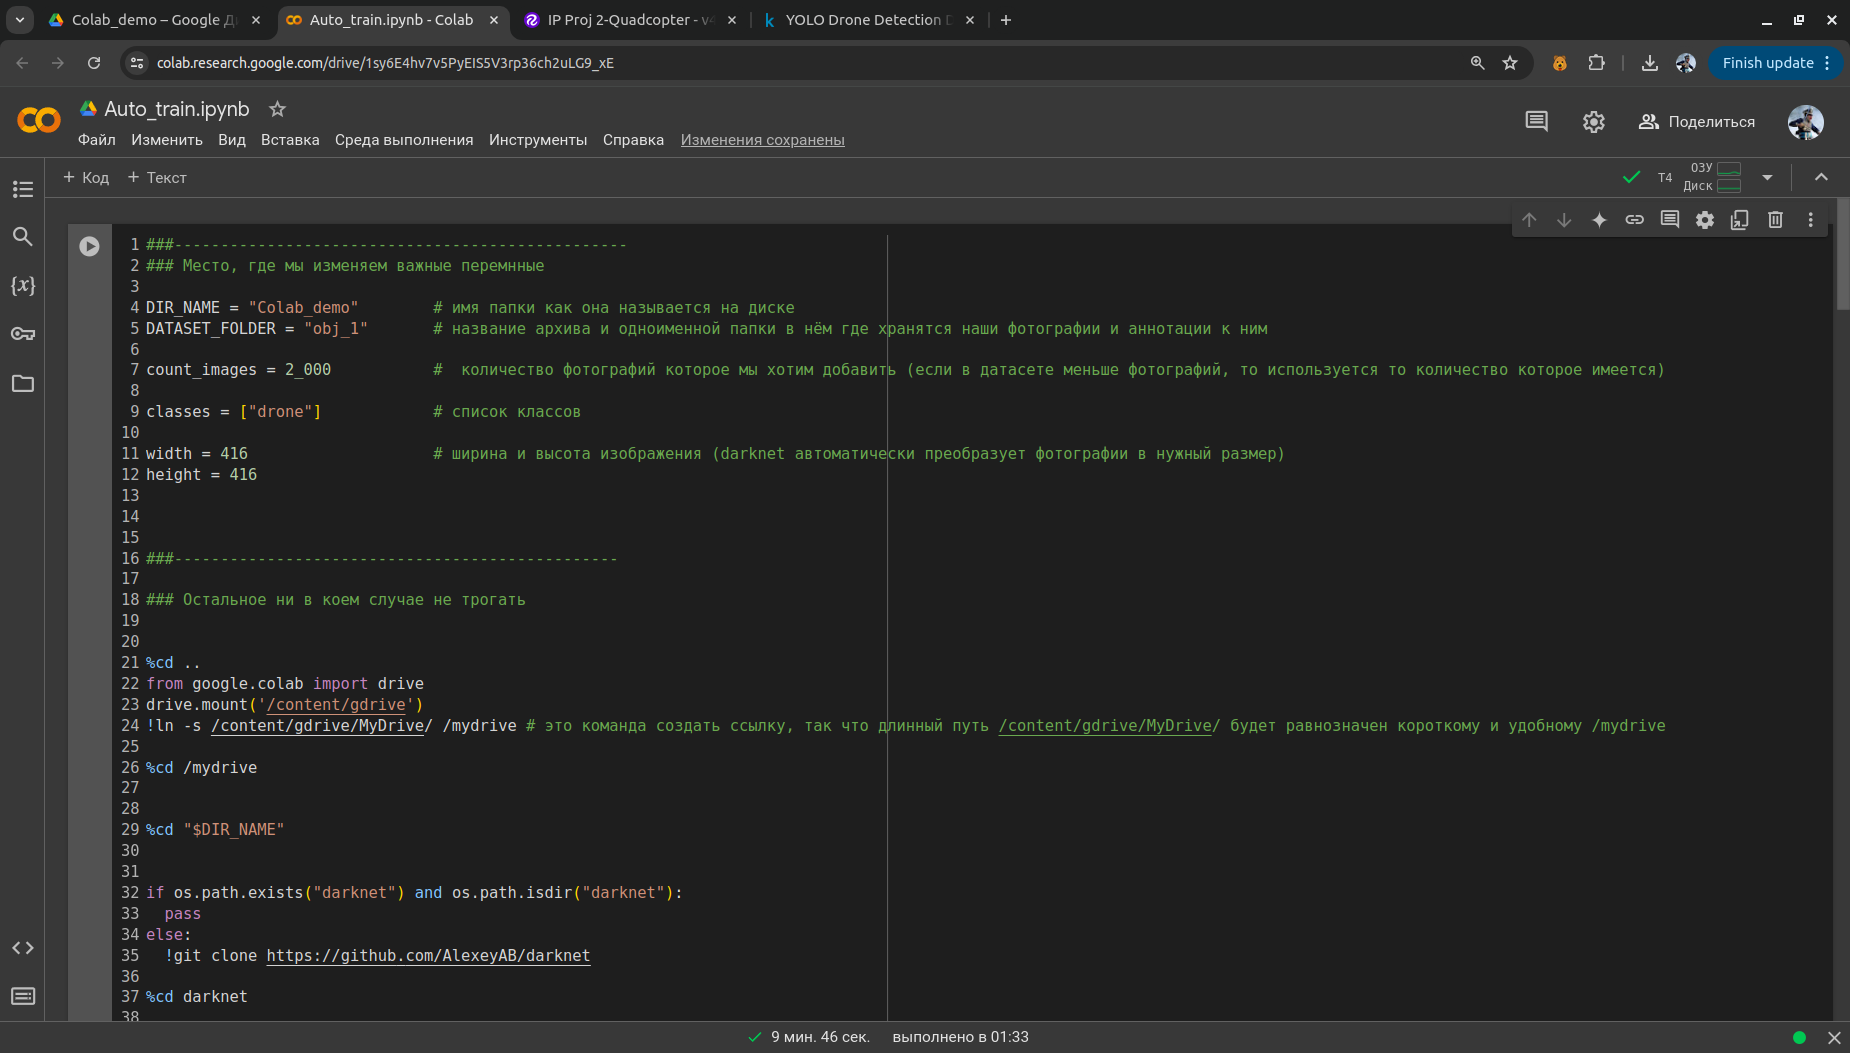 Colab_demo – Google Д
Auto_train.ipynb - Colab
IP Proj 2-Quadcopter - v
YOLO Drone Detection D
colab.research.google.com/drive/1sy6E4hv7v5PyEIS5V3rp36ch2uLG9_xE
Finish update
Auto_train.ipynb
Файл Изменить Вид Вставка Среда выполнения Инструменты Справка Изменения сохранены
Поделиться
+ Код + Текст
T4 ОЗУ
Диск
1 ###-------------------------------------------------
2 ### Место, где мы изменяем важные перемнные
3
4 DIR_NAME = "Colab_demo" # имя папки как она называется на диске
5 DATASET_FOLDER = "obj_1" # название архива и одноименной папки в нём где хранятся наши фотографии и аннотации к ним
6
7 count_images = 2_000 # количество фотографий которое мы хотим добавить (если в датасете меньше фотографий, то используется то количество которое имеется)
8
9 classes = ["drone"] # список классов
10
11 width = 416 # ширина и высота изображения (darknet автоматически преобразует фотографии в нужный размер)
12 height = 416
13
14
15
16 ###------------------------------------------------
17
18 ### Остальное ни в коем случае не трогать
19
20
21 %cd ..
22 from google.colab import drive
23 drive.mount('/content/gdrive')
24 !ln -s /content/gdrive/MyDrive/ /mydrive # это команда создать ссылку, так что длинный путь /content/gdrive/MyDrive/ будет равнозначен короткому и удобному /mydrive
25
26 %cd /mydrive
27
28
29 %cd "$DIR_NAME"
30
31
32 if os.path.exists("darknet") and os.path.isdir("darknet"):
33 pass
34 else:
35 !git clone https://github.com/AlexeyAB/darknet
36
37 %cd darknet
38
9 мин. 46 сек. выполнено в 01:33